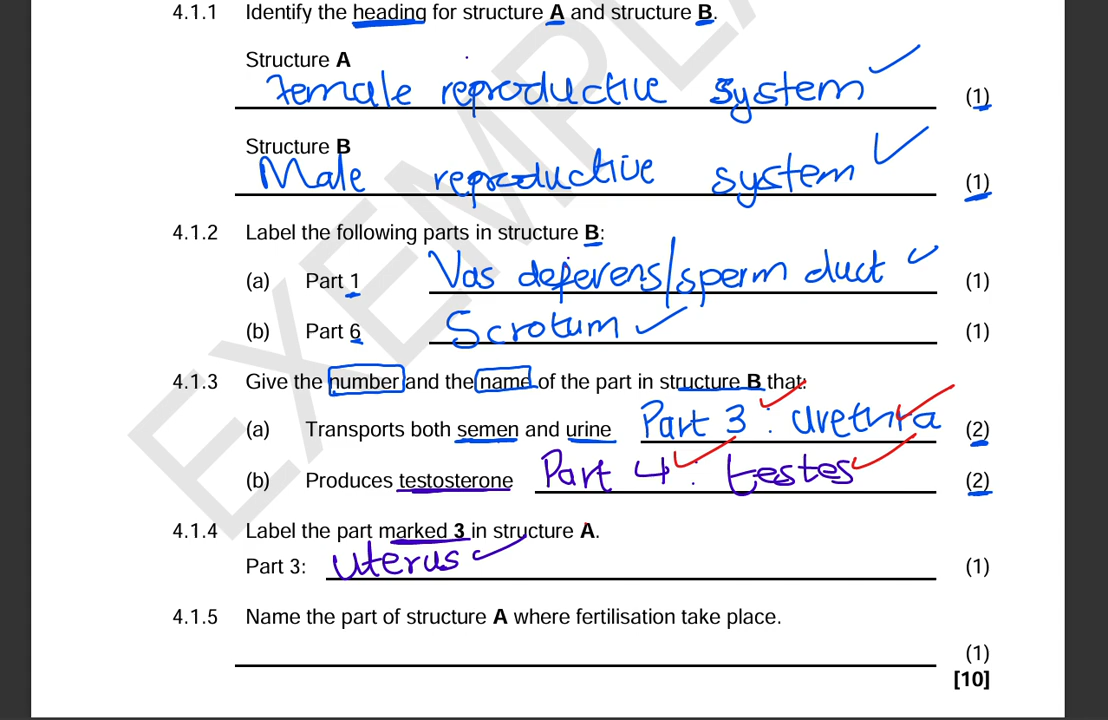 4.1.1 Identify the heading for structure A and structure B.
Structure A
Female reproductive system (1)
Structure B
Male reproductive system (1)
4.1.2 Label the following parts in structure B:
(a) Part 1 Vas deferens/sperm duct (1)
(b) Part 6 Scrotum (1)
4.1.3 Give the number and the name of the part in structure B that:
(a) Transports both semen and urine Part 3 : urethra (2)
(b) Produces testosterone Part 4 : testes (2)
4.1.4 Label the part marked 3 in structure A.
Part 3: Uterus (1)
4.1.5 Name the part of structure A where fertilisation take place.
(1)
[10]